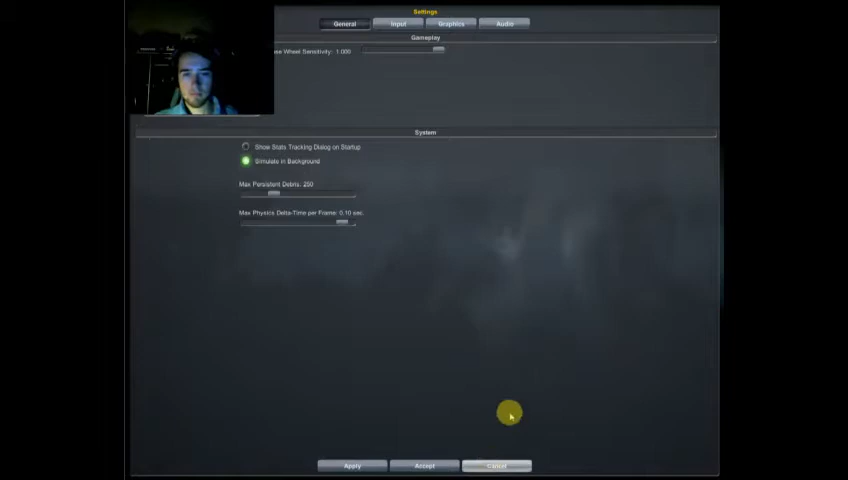 Settings
General Input Graphics Audio
Gameplay
se Wheel Sensitivity: 1.000
System
Show Stats Tracking Dialog on Startup
Simulate in Background
Max Persistent Debris: 250
Max Physics Delta-Time per Frame: 0.10 sec.
Apply Accept Cancel